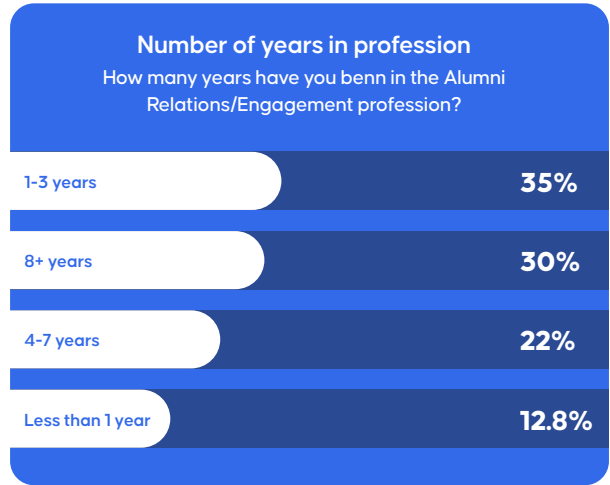 Number of years in profession
How many years have you benn in the Alumni
Relations/Engagement profession?
1-3 years
35%
8+ years
30%
4-7 years
22%
Less than 1 year
12.8%